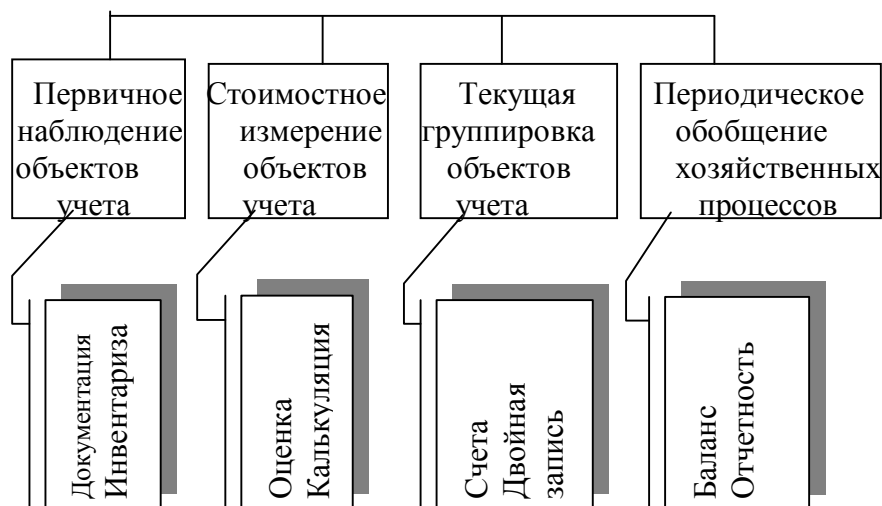 Первичное
наблюдение
объектов
учета
Стоимостное
измерение
объектов
учета
Текущая
группировка
объектов
учета
Периодическое
обобщение
хозяйственных
процессов
Документация
Инвентариза
Оценка
Калькуляция
Счета
Двойная
запись
Баланс
Отчетность